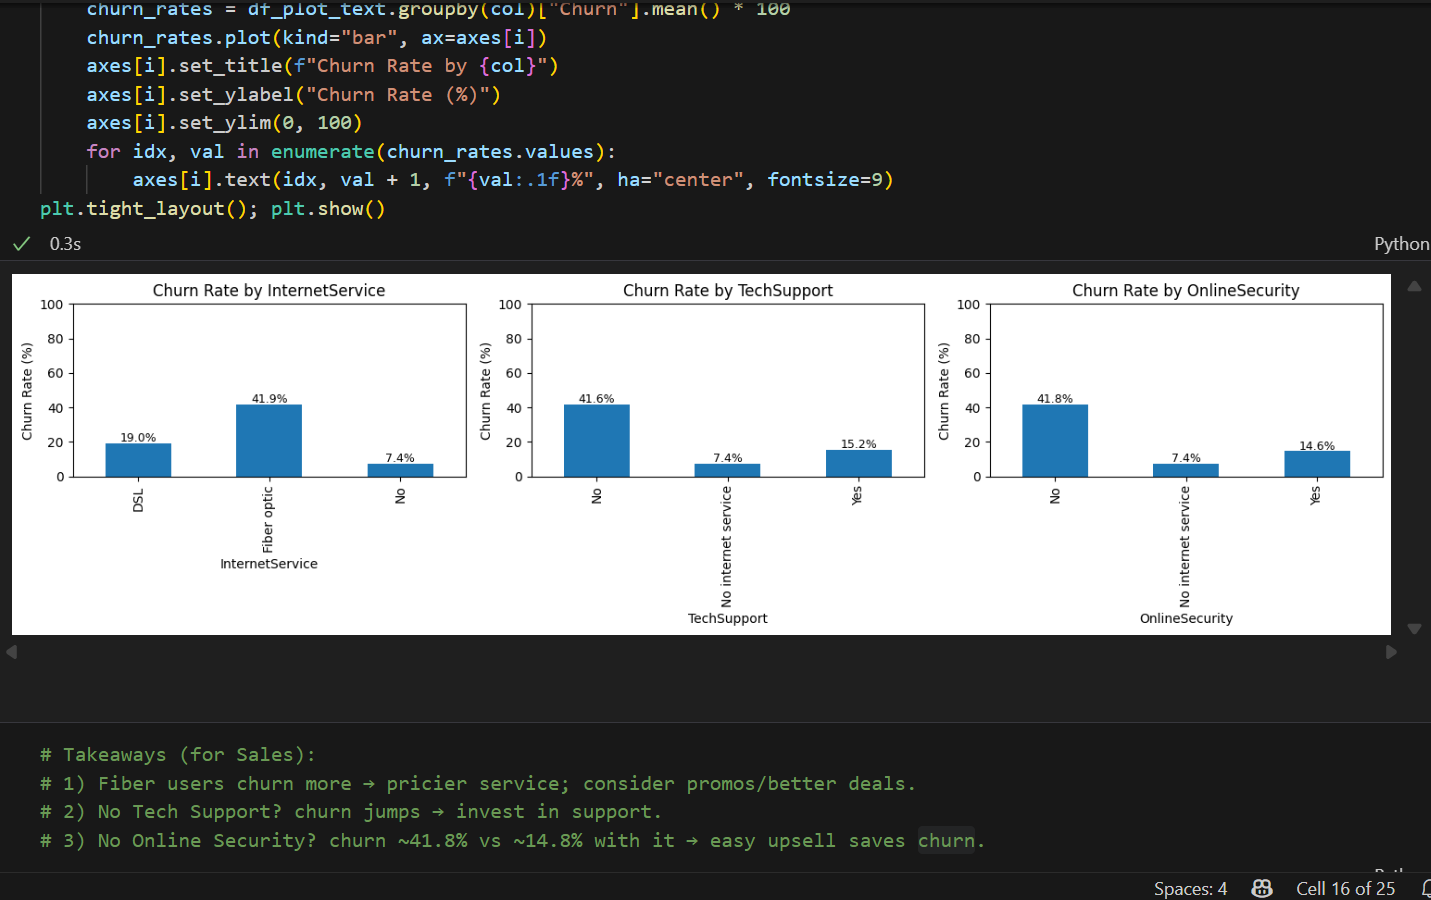 churn_rates = df_plot_text.groupby(col)["Churn"].mean() * 100
churn_rates.plot(kind="bar", ax=axes[i])
axes[i].set_title(f"Churn Rate by {col}")
axes[i].set_ylabel("Churn Rate (%)")
axes[i].set_ylim(0, 100)
for idx, val in enumerate(churn_rates.values):
axes[i].text(idx, val + 1, f"{val:.1f}%", ha="center", fontsize=9)
plt.tight_layout(); plt.show()
0.3s
Python
Churn Rate by InternetService
Churn Rate (%)
100
80
60
40
20
0
19.0%
41.9%
7.4%
DSL
Fiber optic
No
InternetService
Churn Rate by TechSupport
Churn Rate (%)
100
80
60
40
20
0
41.6%
7.4%
15.2%
No
No internet service
Yes
TechSupport
Churn Rate by OnlineSecurity
Churn Rate (%)
100
80
60
40
20
0
41.8%
7.4%
14.6%
No
No internet service
Yes
OnlineSecurity
# Takeaways (for Sales):
# 1) Fiber users churn more → pricier service; consider promos/better deals.
# 2) No Tech Support? churn jumps → invest in support.
# 3) No Online Security? churn ~41.8% vs ~14.8% with it → easy upsell saves churn.
Spaces: 4
Cell 16 of 25